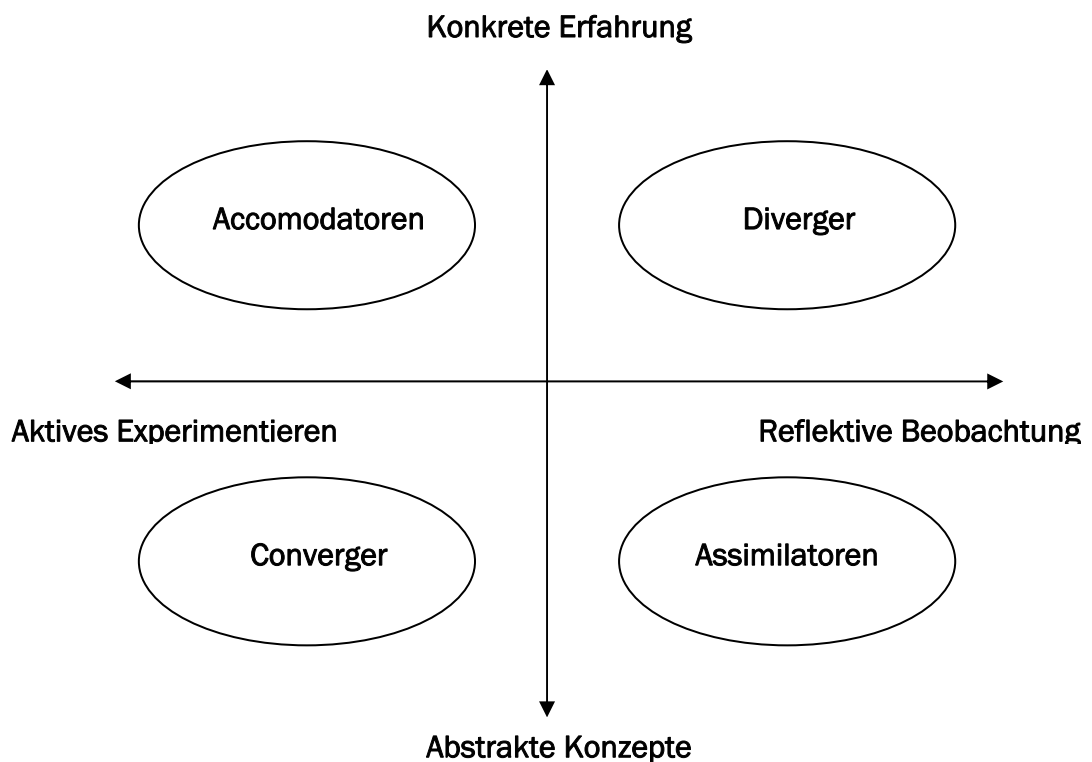 Konkrete Erfahrung
Accomodatoren
Diverger
Aktives Experimentieren
Reflektive Beobachtung
Converger
Assimilatoren
Abstrakte Konzepte